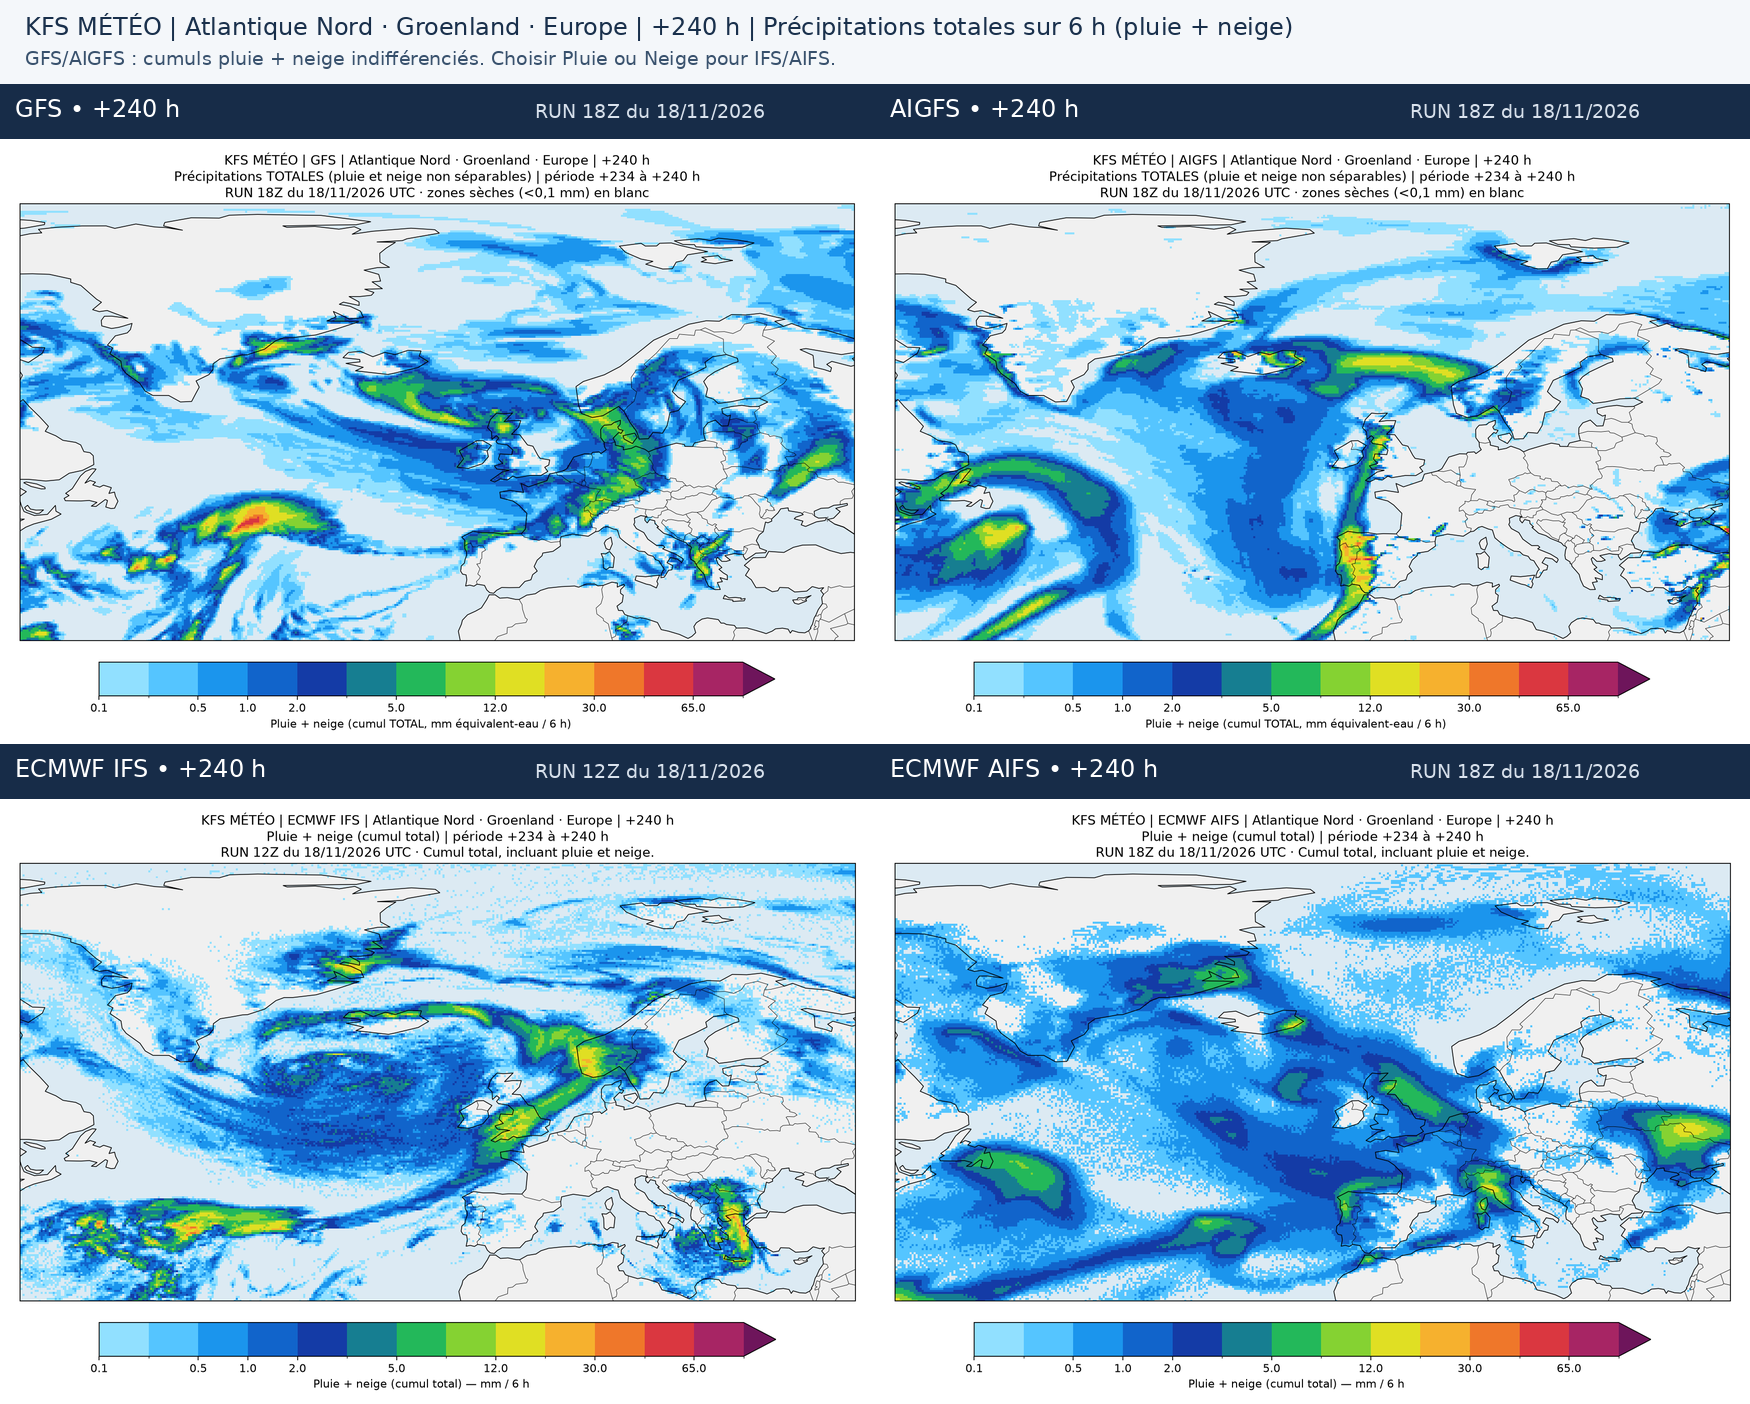 KFS MÉTÉO | Atlantique Nord · Groenland · Europe | +240 h | Précipitations totales sur 6 h (pluie + neige)
GFS/AIGFS : cumuls pluie + neige indifférenciés. Choisir Pluie ou Neige pour IFS/AIFS.
GFS • +240 h
RUN 18Z du 18/11/2026
KFS MÉTÉO | GFS | Atlantique Nord · Groenland · Europe | +240 h
Précipitations TOTALES (pluie et neige non séparables) | période +234 à +240 h
RUN 18Z du 18/11/2026 UTC · zones sèches (<0,1 mm) en blanc
0.1 0.5 1.0 2.0 5.0 12.0 30.0 65.0
Pluie + neige (cumul TOTAL, mm équivalent-eau / 6 h)
AIGFS • +240 h
RUN 18Z du 18/11/2026
KFS MÉTÉO | AIGFS | Atlantique Nord · Groenland · Europe | +240 h
Précipitations TOTALES (pluie et neige non séparables) | période +234 à +240 h
RUN 18Z du 18/11/2026 UTC · zones sèches (<0,1 mm) en blanc
0.1 0.5 1.0 2.0 5.0 12.0 30.0 65.0
Pluie + neige (cumul TOTAL, mm équivalent-eau / 6 h)
ECMWF IFS • +240 h
RUN 12Z du 18/11/2026
KFS MÉTÉO | ECMWF IFS | Atlantique Nord · Groenland · Europe | +240 h
Pluie + neige (cumul total) | période +234 à +240 h
RUN 12Z du 18/11/2026 UTC · Cumul total, incluant pluie et neige.
0.1 0.5 1.0 2.0 5.0 12.0 30.0 65.0
Pluie + neige (cumul total) — mm / 6 h
ECMWF AIFS • +240 h
RUN 18Z du 18/11/2026
KFS MÉTÉO | ECMWF AIFS | Atlantique Nord · Groenland · Europe | +240 h
Pluie + neige (cumul total) | période +234 à +240 h
RUN 18Z du 18/11/2026 UTC · Cumul total, incluant pluie et neige.
0.1 0.5 1.0 2.0 5.0 12.0 30.0 65.0
Pluie + neige (cumul total) — mm / 6 h